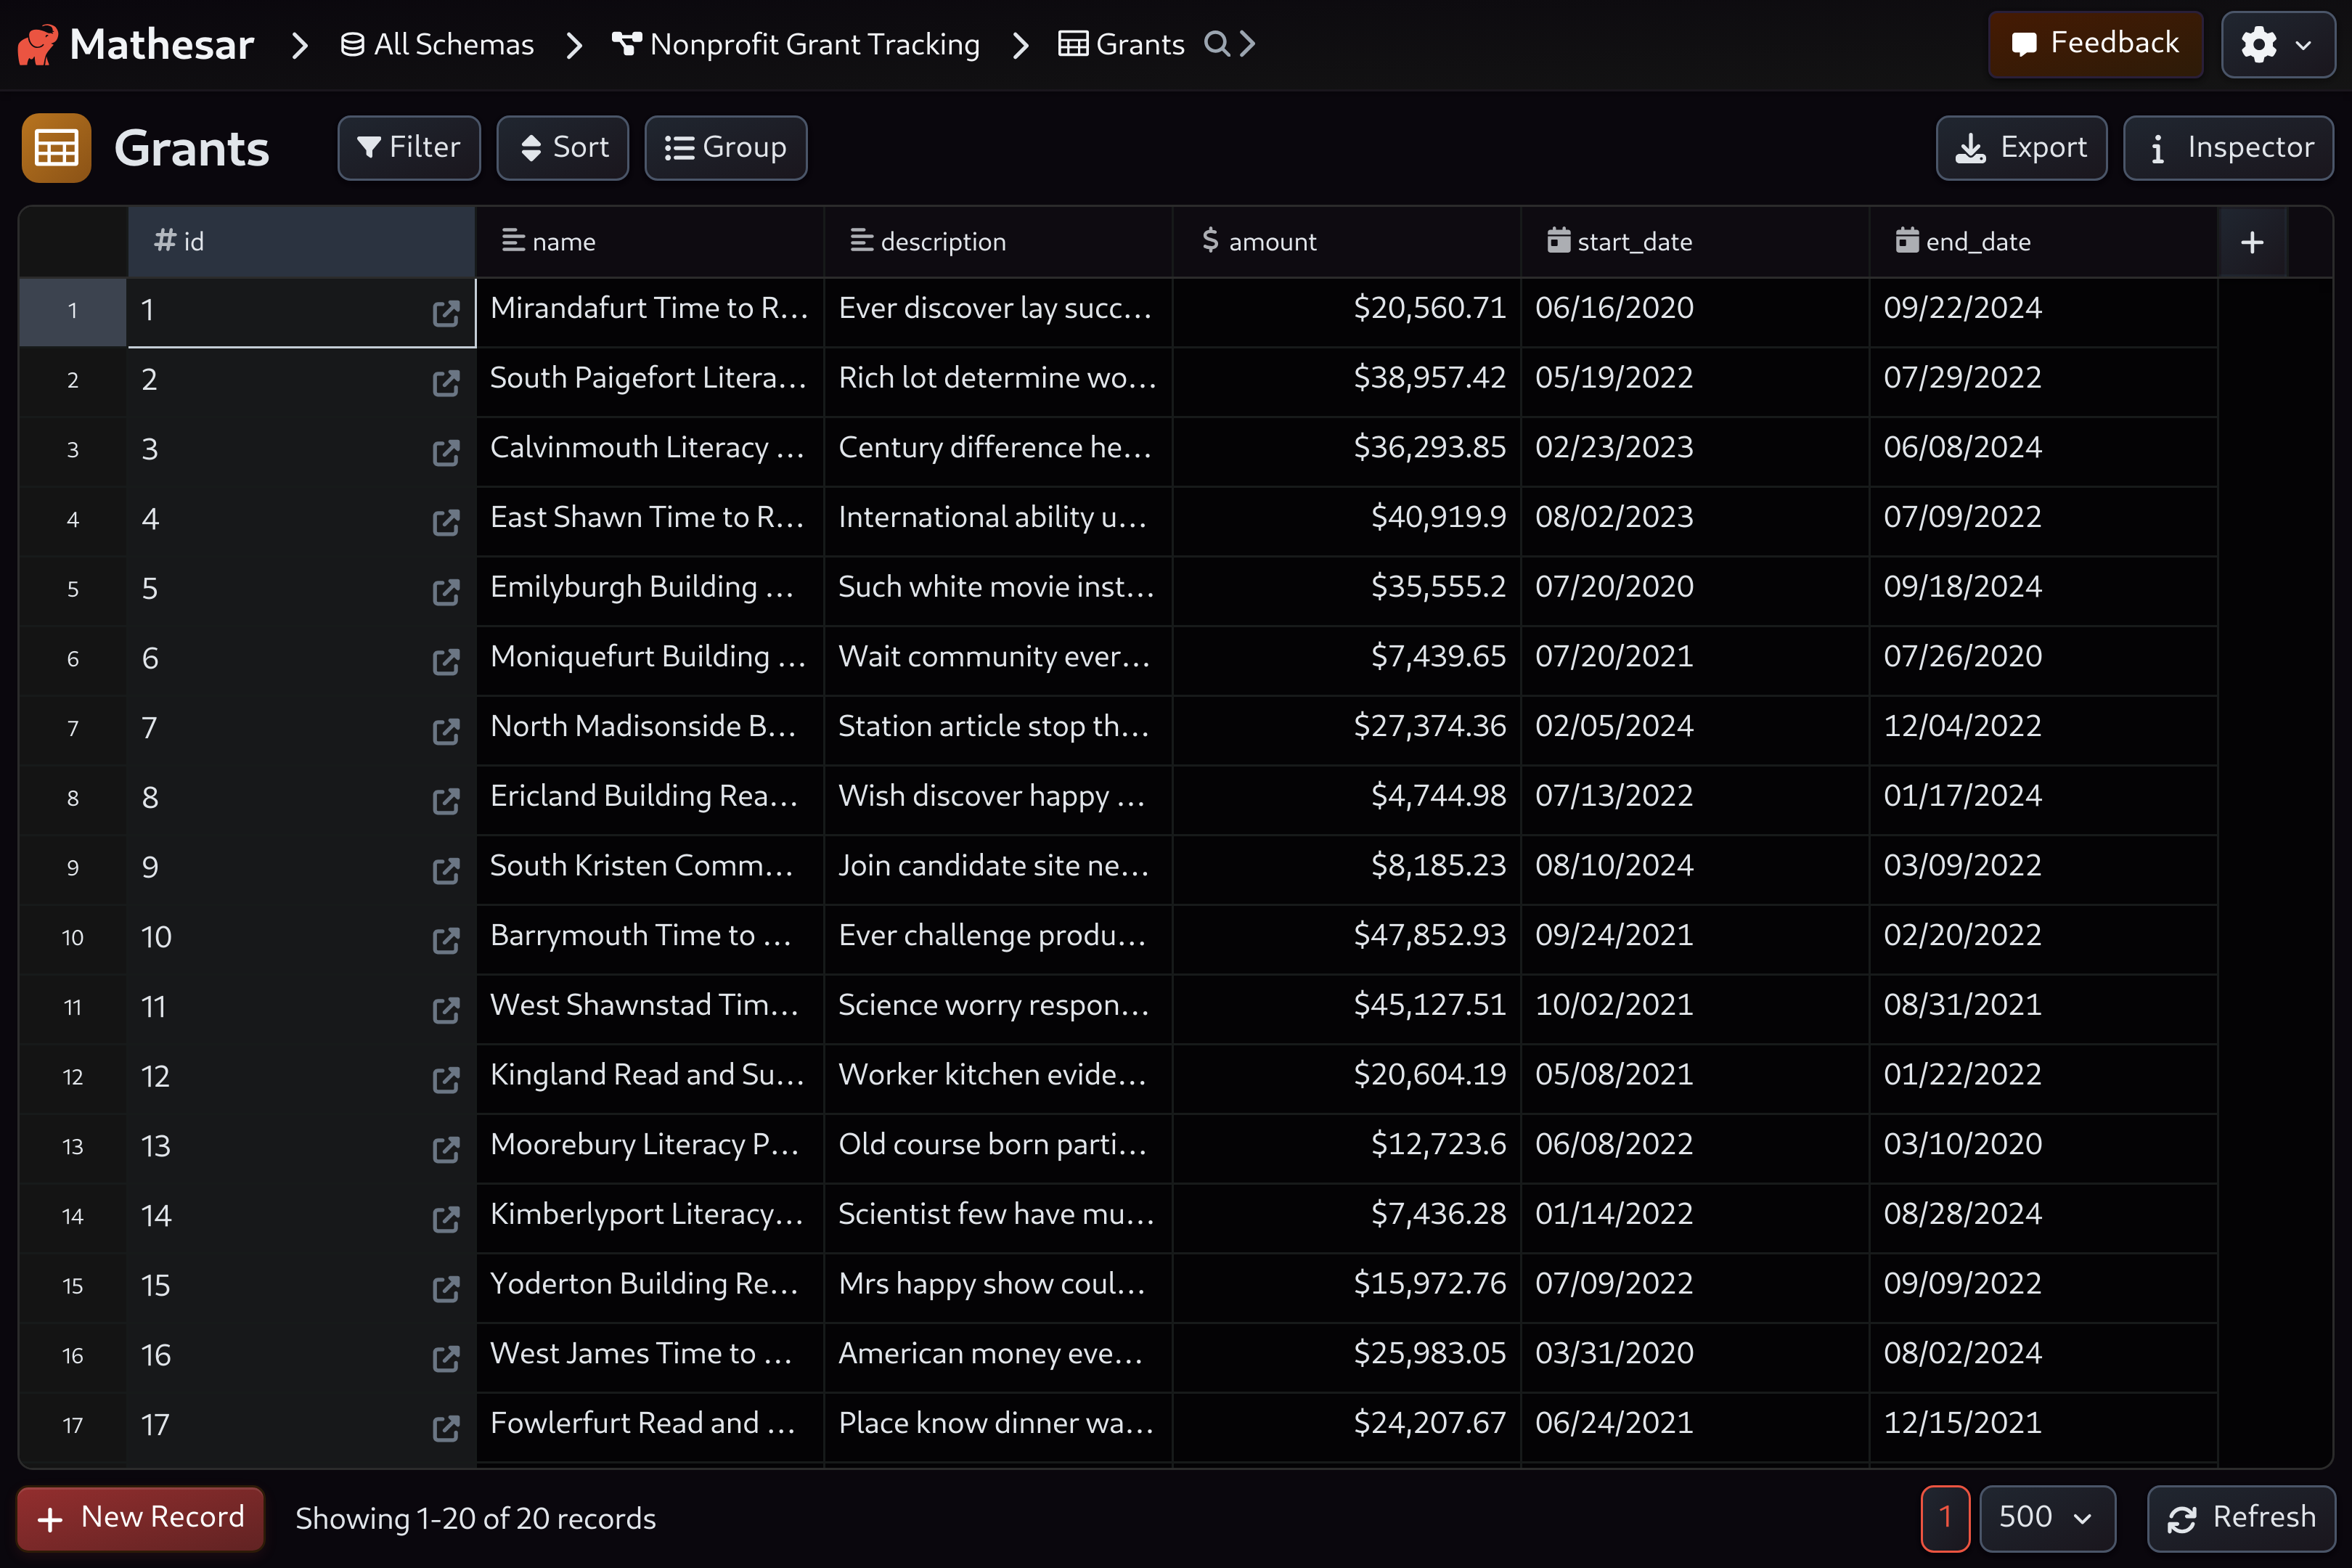 Mathesar All Schemas Nonprofit Grant Tracking Grants Feedback
Grants Filter Sort Group Export Inspector
# id name description $ amount start_date end_date +
1 1 Mirandafurt Time to R... Ever discover lay succ... $20,560.71 06/16/2020 09/22/2024
2 2 South Paigefort Litera... Rich lot determine wo... $38,957.42 05/19/2022 07/29/2022
3 3 Calvinmouth Literacy ... Century difference he... $36,293.85 02/23/2023 06/08/2024
4 4 East Shawn Time to R... International ability u... $40,919.9 08/02/2023 07/09/2022
5 5 Emilyburgh Building ... Such white movie inst... $35,555.2 07/20/2020 09/18/2024
6 6 Moniquefurt Building ... Wait community ever... $7,439.65 07/20/2021 07/26/2020
7 7 North Madisonside B... Station article stop th... $27,374.36 02/05/2024 12/04/2022
8 8 Ericland Building Rea... Wish discover happy ... $4,744.98 07/13/2022 01/17/2024
9 9 South Kristen Comm... Join candidate site ne... $8,185.23 08/10/2024 03/09/2022
10 10 Barrymouth Time to ... Ever challenge produ... $47,852.93 09/24/2021 02/20/2022
11 11 West Shawnstad Tim... Science worry respon... $45,127.51 10/02/2021 08/31/2021
12 12 Kingland Read and Su... Worker kitchen evide... $20,604.19 05/08/2021 01/22/2022
13 13 Moorebury Literacy P... Old course born parti... $12,723.6 06/08/2022 03/10/2020
14 14 Kimberlyport Literacy... Scientist few have mu... $7,436.28 01/14/2022 08/28/2024
15 15 Yoderton Building Re... Mrs happy show coul... $15,972.76 07/09/2022 09/09/2022
16 16 West James Time to ... American money eve... $25,983.05 03/31/2020 08/02/2024
17 17 Fowlerfurt Read and ... Place know dinner wa... $24,207.67 06/24/2021 12/15/2021
+ New Record Showing 1-20 of 20 records 1 500 Refresh